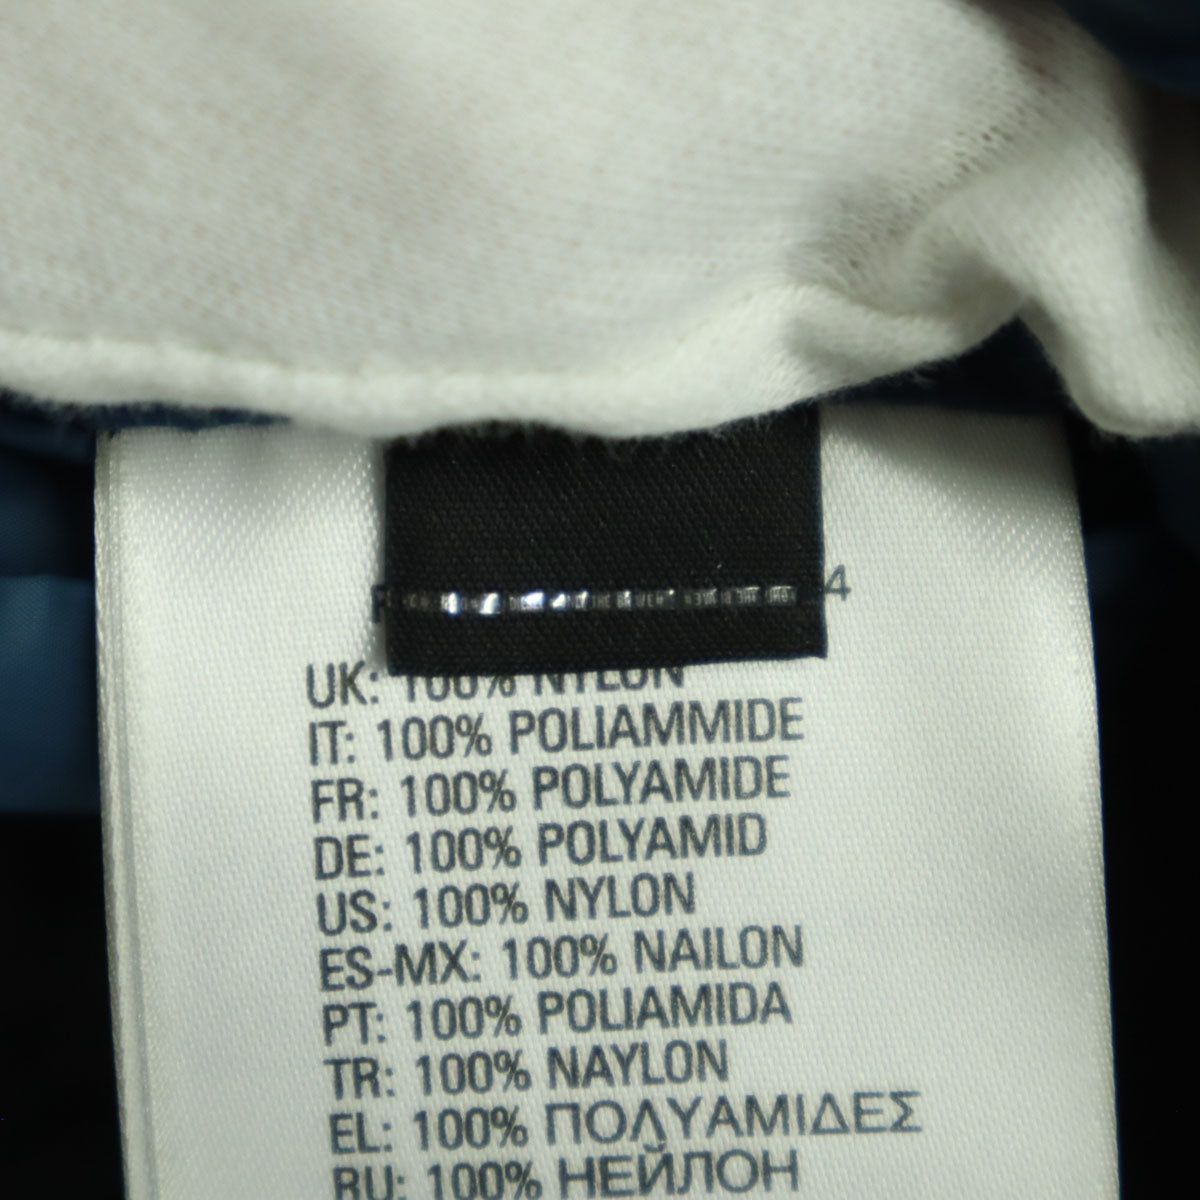 4
UK: 100% NYLON
IT: 100% POLIAMMIDE
FR: 100% POLYAMIDE
DE: 100% POLYAMID
US: 100% NYLON
ES-MX: 100% NAILON
PT: 100% POLIAMIDA
TR: 100% NAYLON
EL: 100% ΠΟΛΥΑΜΙΔΕΣ
RU: 100% НЕЙЛОН